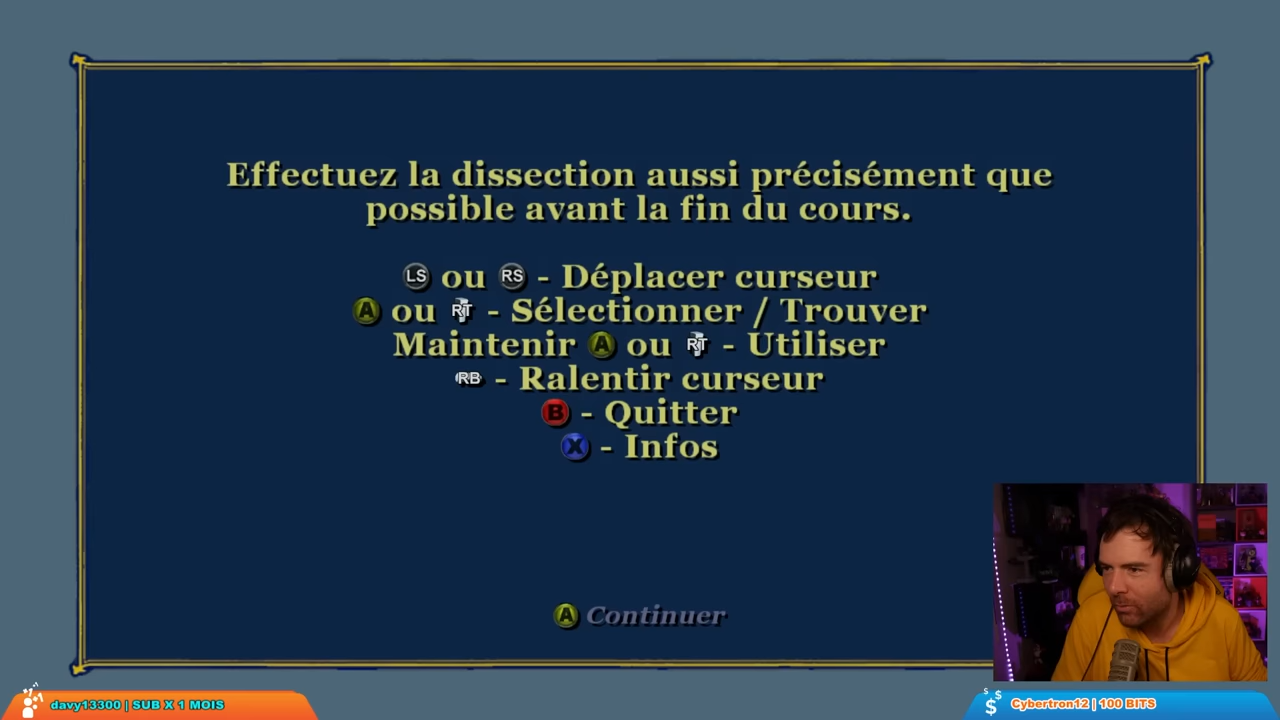 Effectuez la dissection aussi précisément que
possible avant la fin du cours.
LS ou RS - Déplacer curseur
A ou RT - Sélectionner / Trouver
Maintenir A ou RT - Utiliser
RB - Ralentir curseur
B - Quitter
X - Infos
A Continuer
davy13300 | SUB X 1 MOIS
Cybertron12 | 100 BITS